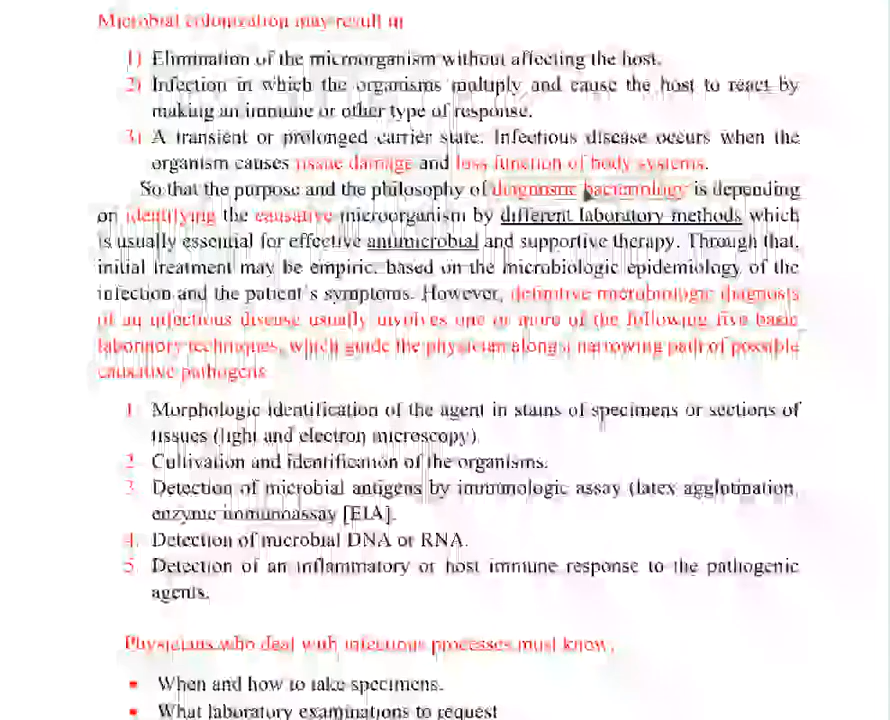 Microbial colonization may result in
1) Elimination of the microorganism without affecting the host.
2) Infection in which the organisms multiply and cause the host to react by
making an immune or other type of response.
3) A transient or prolonged carrier state. Infectious disease occurs when the
organism causes tissue damage and loss function of body systems.
So that the purpose and the philosophy of diagnostic bacteriology is depending
on identifying the causative microorganism by different laboratory methods which
is usually essential for effective antimicrobial and supportive therapy. Through that,
initial treatment may be empiric, based on the microbiologic epidemiology of the
infection and the patient's symptoms. However, definitive microbiologic diagnosis
of an infectious disease usually involves one or more of the following five basic
laboratory techniques, which guide the physician along a narrowing path of possible
causative pathogens
1. Morphologic identification of the agent in stains of specimens or sections of
tissues (light and electron microscopy).
2. Cultivation and identification of the organisms.
3. Detection of microbial antigens by immunologic assay (latex agglutination,
enzyme immunoassay [EIA].
4. Detection of microbial DNA or RNA.
5. Detection of an inflammatory or host immune response to the pathogenic
agents.
Physicians who deal with infectious processes must know:
• When and how to take specimens.
• What laboratory examinations to request